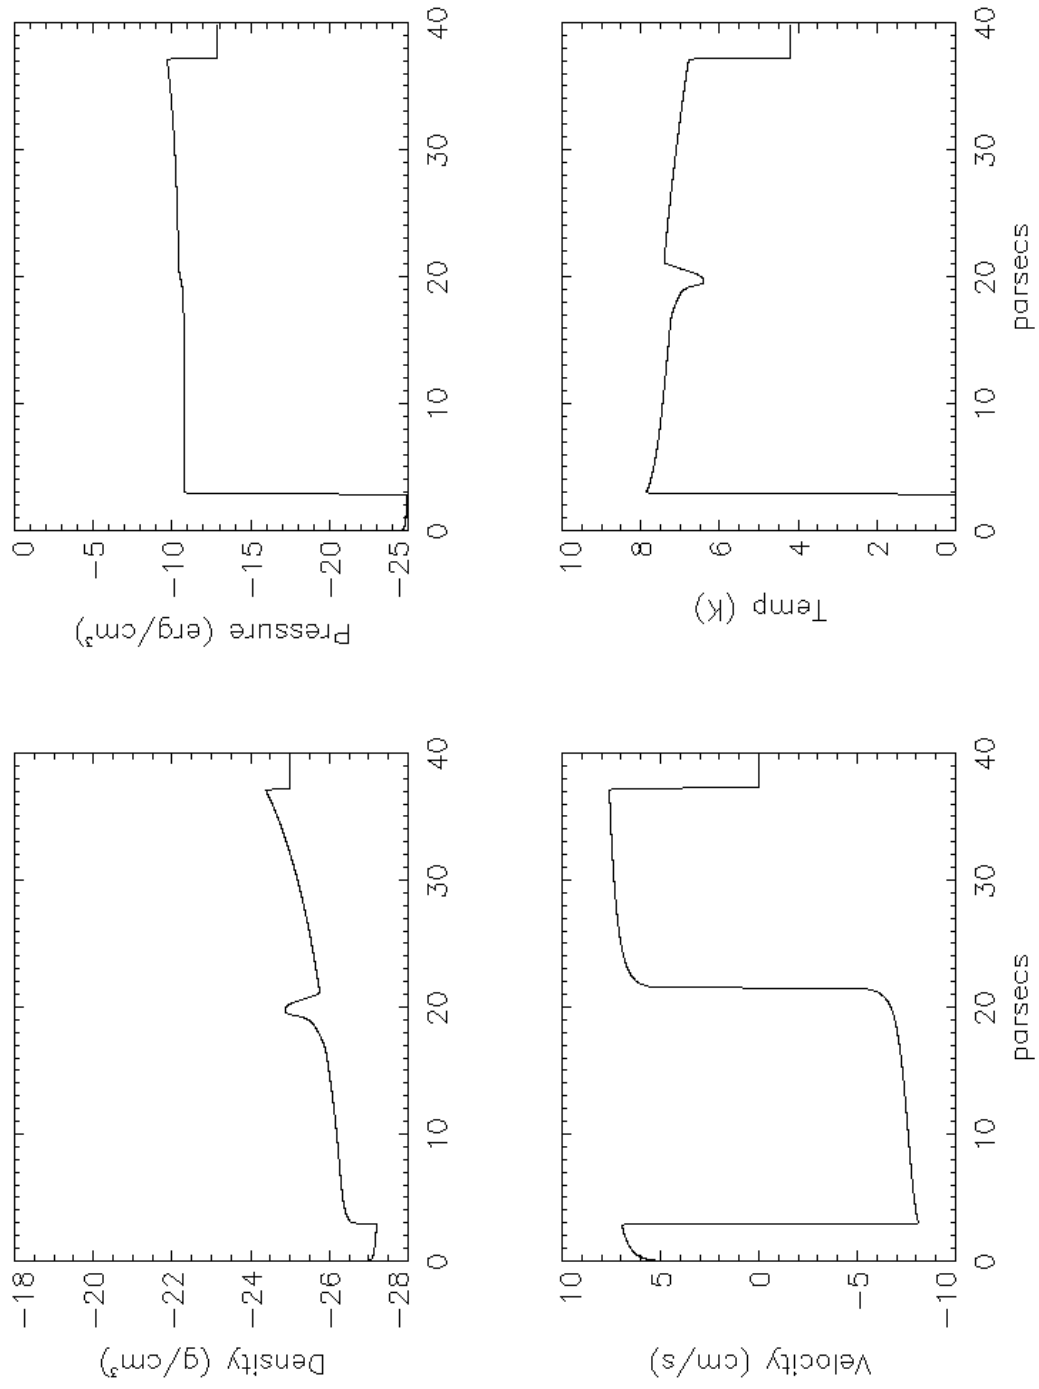 Density (g/cm³)
−18
−20
−22
−24
−26
−28
0 10 20 30 40
Pressure (erg/cm³)
0
−5
−10
−15
−20
−25
0 10 20 30 40
Velocity (cm/s)
10
5
0
−5
−10
0 10 20 30 40
parsecs
Temp (K)
10
8
6
4
2
0
0 10 20 30 40
parsecs